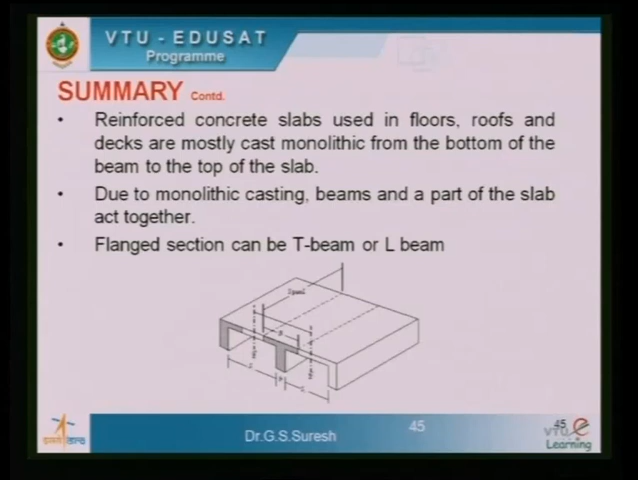 VTU - EDUSAT
Programme
SUMMARY Contd.
• Reinforced concrete slabs used in floors, roofs and
decks are mostly cast monolithic from the bottom of the
beam to the top of the slab.
• Due to monolithic casting, beams and a part of the slab
act together.
• Flanged section can be T-beam or L beam
Dr.G.S.Suresh
45
45
VTU e
Learning